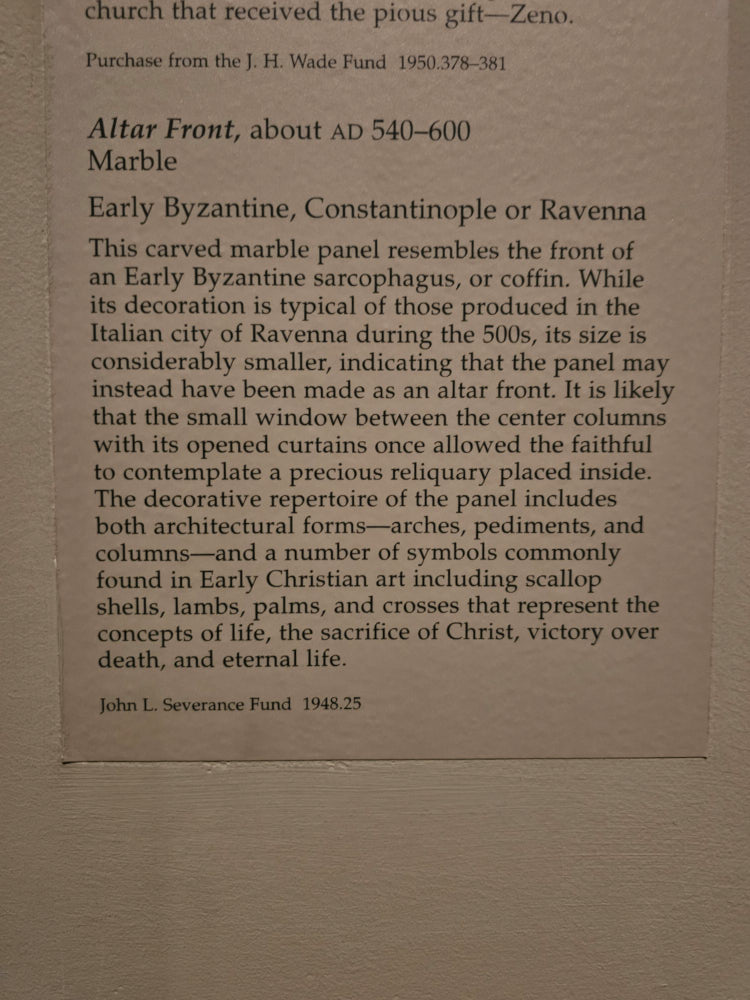 church that received the pious gift—Zeno.
Purchase from the J. H. Wade Fund 1950.378–381
Altar Front, about AD 540–600
Marble
Early Byzantine, Constantinople or Ravenna
This carved marble panel resembles the front of
an Early Byzantine sarcophagus, or coffin. While
its decoration is typical of those produced in the
Italian city of Ravenna during the 500s, its size is
considerably smaller, indicating that the panel may
instead have been made as an altar front. It is likely
that the small window between the center columns
with its opened curtains once allowed the faithful
to contemplate a precious reliquary placed inside.
The decorative repertoire of the panel includes
both architectural forms—arches, pediments, and
columns—and a number of symbols commonly
found in Early Christian art including scallop
shells, lambs, palms, and crosses that represent the
concepts of life, the sacrifice of Christ, victory over
death, and eternal life.
John L. Severance Fund 1948.25